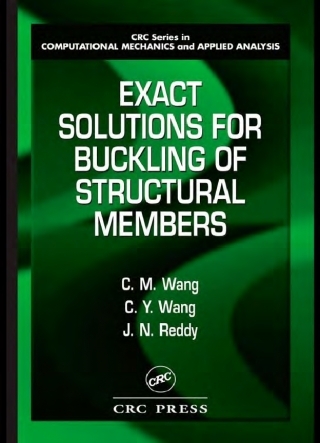 CRC Series in
COMPUTATIONAL MECHANICS and APPLIED ANALYSIS
EXACT
SOLUTIONS FOR
BUCKLING OF
STRUCTURAL
MEMBERS
C. M. Wang
C. Y. Wang
J. N. Reddy
CRC
CRC PRESS